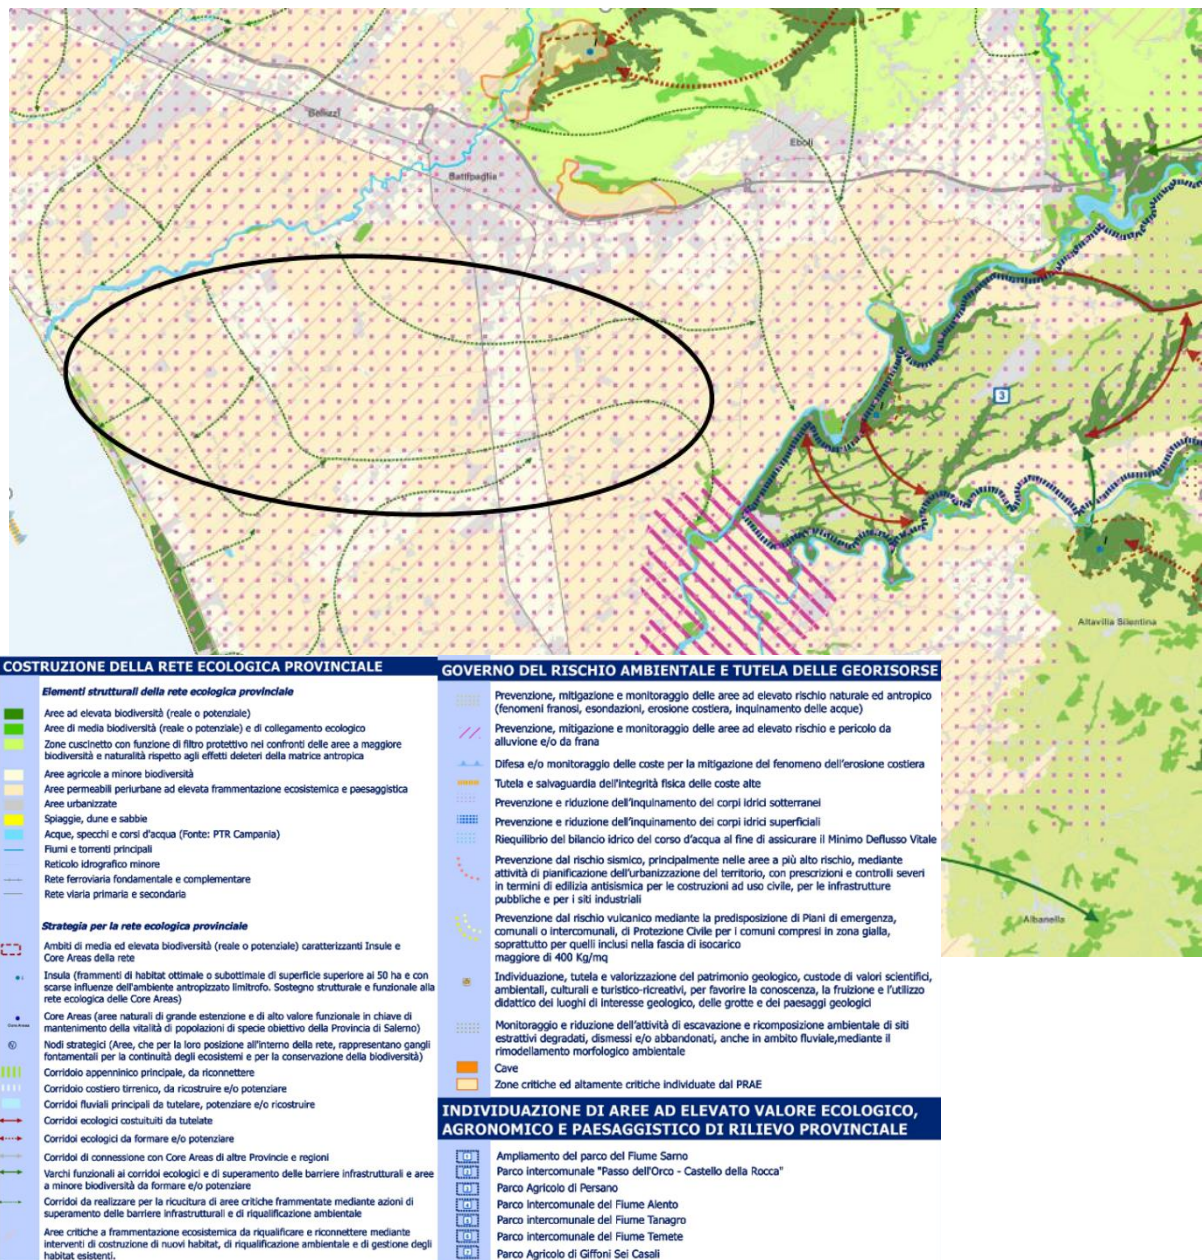 Bellizzi
Battipaglia
Eboli
3
Altavilla Silentina
Albanella
COSTRUZIONE DELLA RETE ECOLOGICA PROVINCIALE
Elementi strutturali della rete ecologica provinciale
Aree ad elevata biodiversità (reale o potenziale)
Aree di media biodiversità (reale o potenziale) e di collegamento ecologico
Zone cuscinetto con funzione di filtro protettivo nei confronti delle aree a maggiore
biodiversità e naturalità rispetto agli effetti deleteri della matrice antropica
Aree agricole a minore biodiversità
Aree permeabili periurbane ad elevata frammentazione ecosistemica e paesaggistica
Aree urbanizzate
Spiaggie, dune e sabbie
Acque, specchi e corsi d'acqua (Fonte: PTR Campania)
Fiumi e torrenti principali
Reticolo idrografico minore
Rete ferroviaria fondamentale e complementare
Rete viaria primaria e secondaria
Strategia per la rete ecologica provinciale
Ambiti di media ed elevata biodiversità (reale o potenziale) caratterizzanti Insule e
Core Areas della rete
Insula (frammenti di habitat ottimale o subottimale di superficie superiore ai 50 ha e con
scarse influenze dell'ambiente antropizzato limitrofo. Sostegno strutturale e funzionale alla
rete ecologica delle Core Areas)
Core Areas
Core Areas (aree naturali di grande estenzione e di alto valore funzionale in chiave di
mantenimento della vitalità di popolazioni di specie obiettivo della Provincia di Salerno)
Nodi strategici (Aree, che per la loro posizione all'interno della rete, rappresentano gangli
fontamentali per la continuità degli ecosistemi e per la conservazione della biodiversità)
Corridoio appenninico principale, da riconnettere
Corridoio costiero tirrenico, da ricostruire e/o potenziare
Corridoi fluviali principali da tutelare, potenziare e/o ricostruire
Corridoi ecologici costuituiti da tutelate
Corridoi ecologici da formare e/o potenziare
Corridoi di connessione con Core Areas di altre Provincie e regioni
Varchi funzionali ai corridoi ecologici e di superamento delle barriere infrastrutturali e aree
a minore biodiversità da formare e/o potenziare
Corridoi da realizzare per la ricucitura di aree critiche frammentate mediante azioni di
superamento delle barriere infrastrutturali e di riqualificazione ambientale
Aree critiche a frammentazione ecosistemica da riqualificare e riconnettere mediante
interventi di costruzione di nuovi habitat, di riqualificazione ambientale e di gestione degli
habitat esistenti.
GOVERNO DEL RISCHIO AMBIENTALE E TUTELA DELLE GEORISORSE
Prevenzione, mitigazione e monitoraggio delle aree ad elevato rischio naturale ed antropico
(fenomeni franosi, esondazioni, erosione costiera, inquinamento delle acque)
Prevenzione, mitigazione e monitoraggio delle aree ad elevato rischio e pericolo da
alluvione e/o da frana
Difesa e/o monitoraggio delle coste per la mitigazione del fenomeno dell'erosione costiera
Tutela e salvaguardia dell'integrità fisica delle coste alte
Prevenzione e riduzione dell'inquinamento dei corpi idrici sotterranei
Prevenzione e riduzione dell'inquinamento dei corpi idrici superficiali
Riequilibrio del bilancio idrico del corso d'acqua al fine di assicurare il Minimo Deflusso Vitale
Prevenzione dal rischio sismico, principalmente nelle aree a più alto rischio, mediante
attività di pianificazione dell'urbanizzazione del territorio, con prescrizioni e controlli severi
in termini di edilizia antisismica per le costruzioni ad uso civile, per le infrastrutture
pubbliche e per i siti industriali
Prevenzione dal rischio vulcanico mediante la predisposizione di Piani di emergenza,
comunali o intercomunali, di Protezione Civile per i comuni compresi in zona gialla,
soprattutto per quelli inclusi nella fascia di isocarico
maggiore di 400 Kg/mq
Individuazione, tutela e valorizzazione del patrimonio geologico, custode di valori scientifici,
ambientali, culturali e turistico-ricreativi, per favorire la conoscenza, la fruizione e l'utilizzo
didattico dei luoghi di interesse geologico, delle grotte e dei paesaggi geologici
Monitoraggio e riduzione dell'attività di escavazione e ricomposizione ambientale di siti
estrattivi degradati, dismessi e/o abbandonati, anche in ambito fluviale,mediante il
rimodellamento morfologico ambientale
Cave
Zone critiche ed altamente critiche individuate dal PRAE
INDIVIDUAZIONE DI AREE AD ELEVATO VALORE ECOLOGICO,
AGRONOMICO E PAESAGGISTICO DI RILIEVO PROVINCIALE
Ampliamento del parco del Fiume Sarno
Parco intercomunale "Passo dell'Orco - Castello della Rocca"
Parco Agricolo di Persano
Parco intercomunale del Fiume Alento
Parco intercomunale del Fiume Tanagro
Parco intercomunale del Fiume Temete
Parco Agricolo di Giffoni Sei Casali